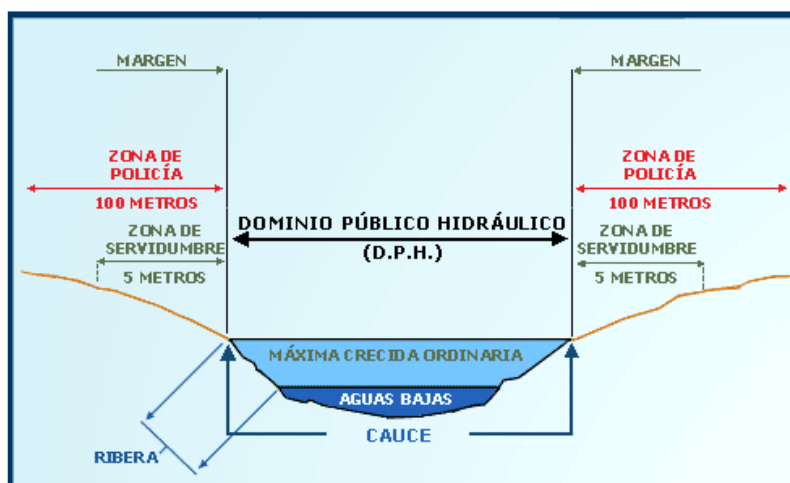 MARGEN
MARGEN
ZONA DE
POLICÍA
100 METROS
ZONA DE
POLICÍA
100 METROS
DOMINIO PÚBLICO HIDRÁULICO
(D.P.H.)
ZONA DE
SERVIDUMBRE
5 METROS
ZONA DE
SERVIDUMBRE
5 METROS
MÁXIMA CRECIDA ORDINARIA
AGUAS BAJAS
CAUCE
RIBERA